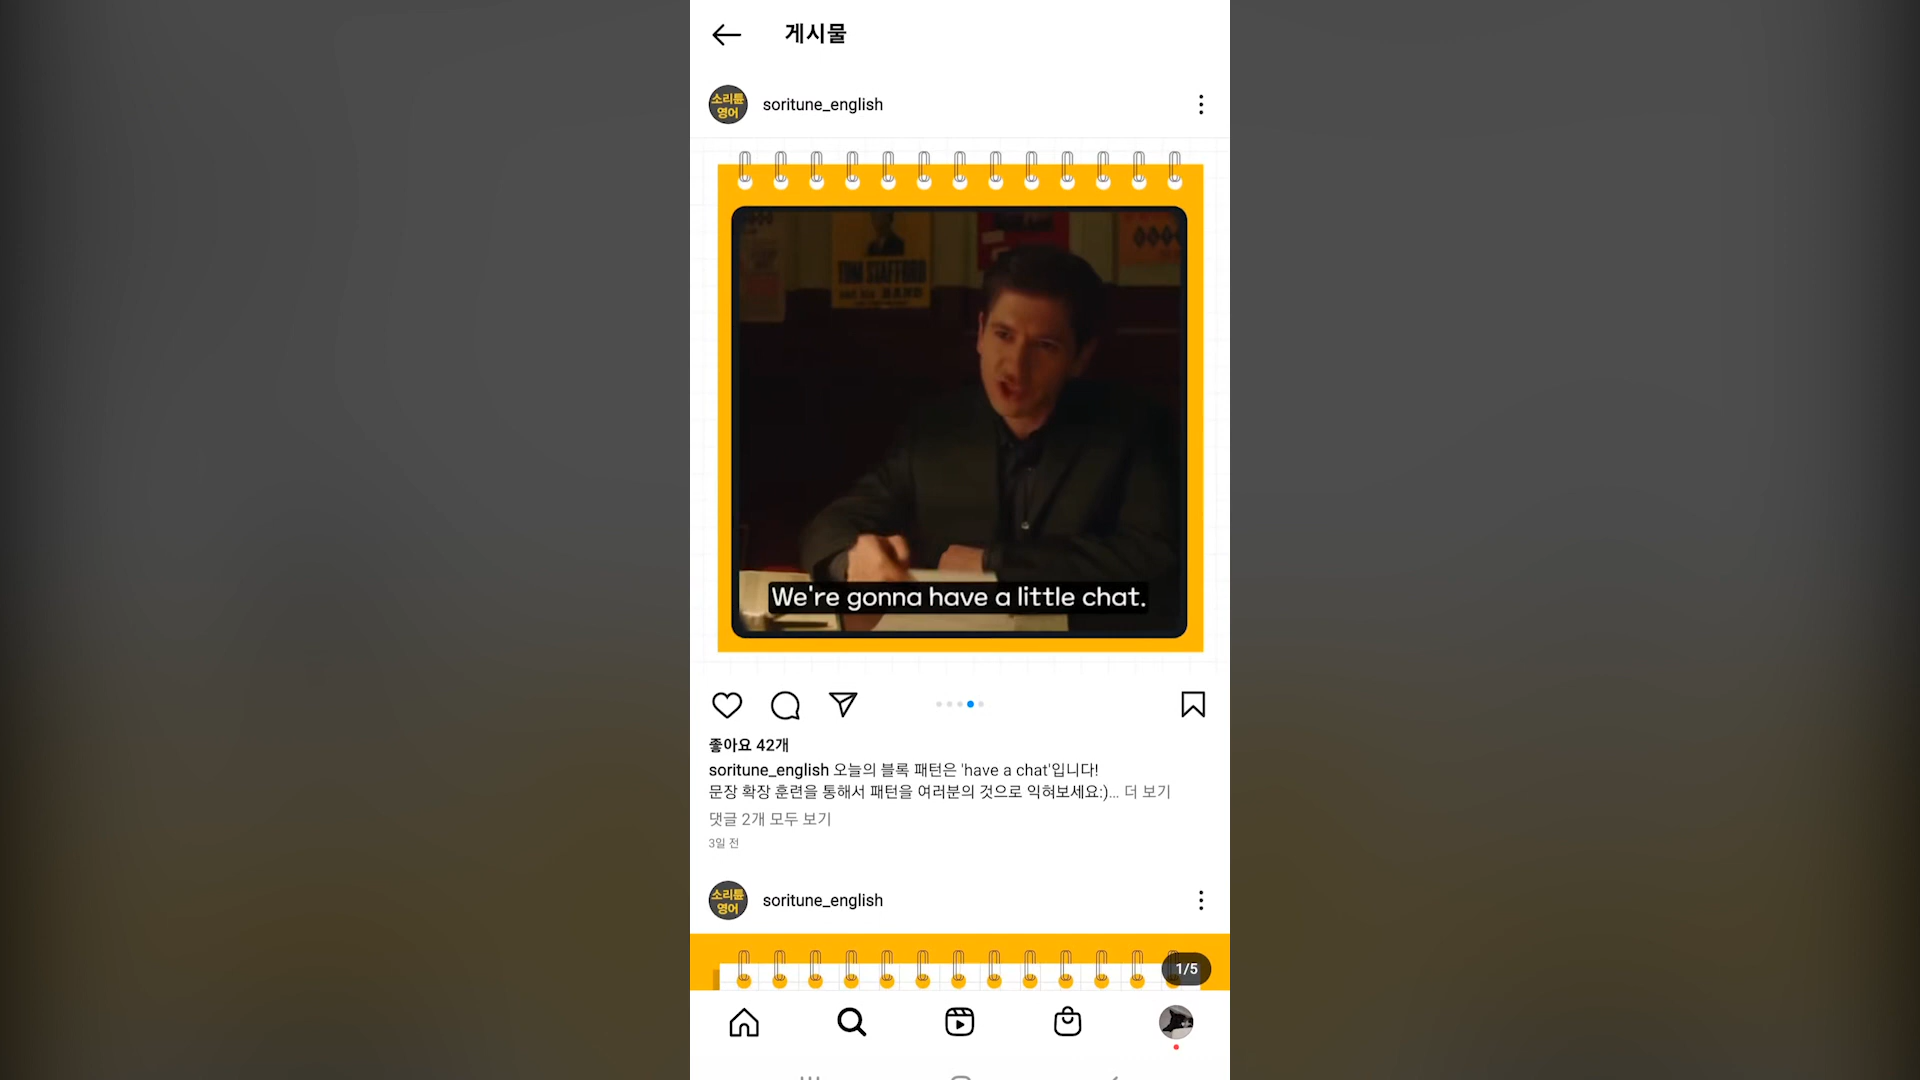 게시물
소리튠
영어
soritune_english
TOM STAFFORD
We're gonna have a little chat.
좋아요 42개
soritune_english 오늘의 블록 패턴은 'have a chat'입니다!
문장 확장 훈련을 통해서 패턴을 여러분의 것으로 익혀보세요:)... 더 보기
댓글 2개 모두 보기
3일 전
소리튠
영어
soritune_english
1/5